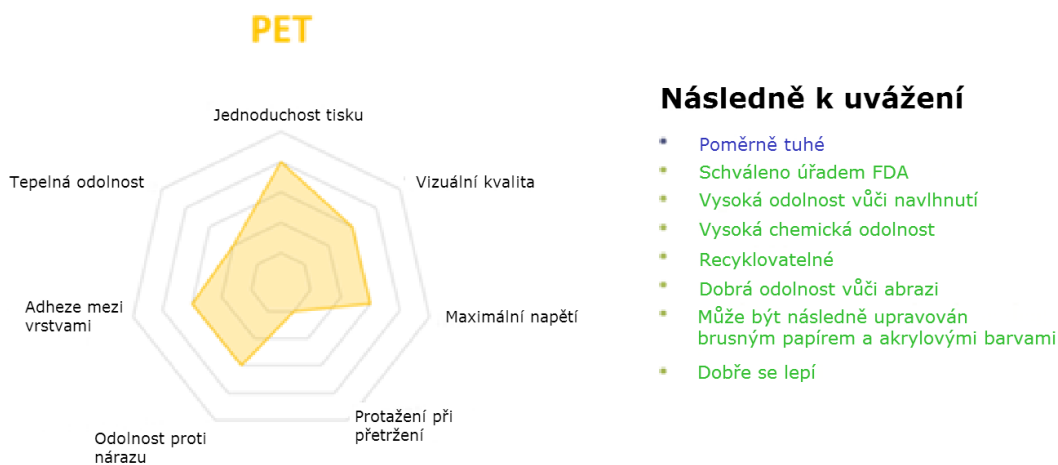 PET
Jednoduchost tisku
Tepelná odolnost
Vizuální kvalita
Adheze mezi
vrstvami
Maximální napětí
Odolnost proti
nárazu
Protažení při
přetržení
Následně k uvážení
Poměrně tuhé
Schváleno úřadem FDA
Vysoká odolnost vůči navlhnutí
Vysoká chemická odolnost
Recyklovatelné
Dobrá odolnost vůči abrazi
Může být následně upravován
brusným papírem a akrylovými barvami
Dobře se lepí